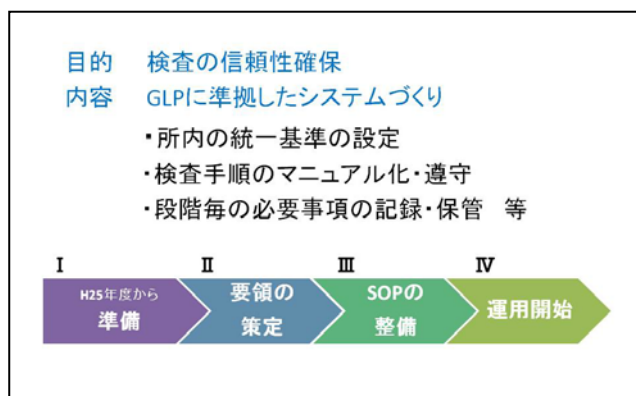 目的　検査の信頼性確保
内容　GLPに準拠したシステムづくり
・所内の統一基準の設定
・検査手順のマニュアル化・遵守
・段階毎の必要事項の記録・保管　等
Ⅰ
H25年度から
準備
Ⅱ
要領の
策定
Ⅲ
SOPの
整備
Ⅳ
運用開始